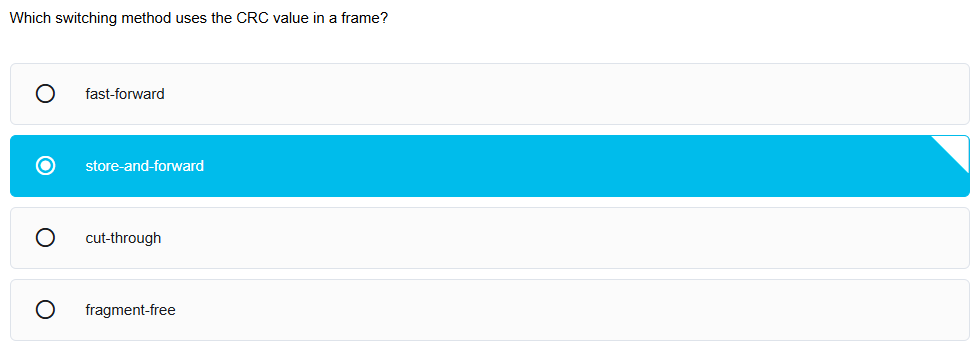 Which switching method uses the CRC value in a frame?
fast-forward
store-and-forward
cut-through
fragment-free